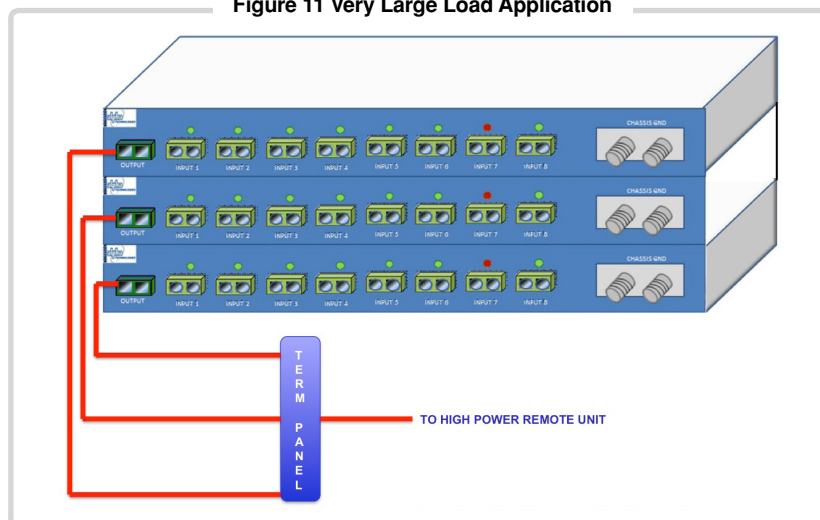 Figure 11 Very Large Load Application
CHASSIS GND
OUTPUT
INPUT 1
INPUT 2
INPUT 3
INPUT 4
INPUT 5
INPUT 6
INPUT 7
INPUT 8
OUTPUT
INPUT 1
INPUT 2
INPUT 3
INPUT 4
INPUT 5
INPUT 6
INPUT 7
INPUT 8
CHASSIS GND
OUTPUT
INPUT 1
INPUT 2
INPUT 3
INPUT 4
INPUT 5
INPUT 6
INPUT 7
INPUT 8
TERM PANEL
TO HIGH POWER REMOTE UNIT